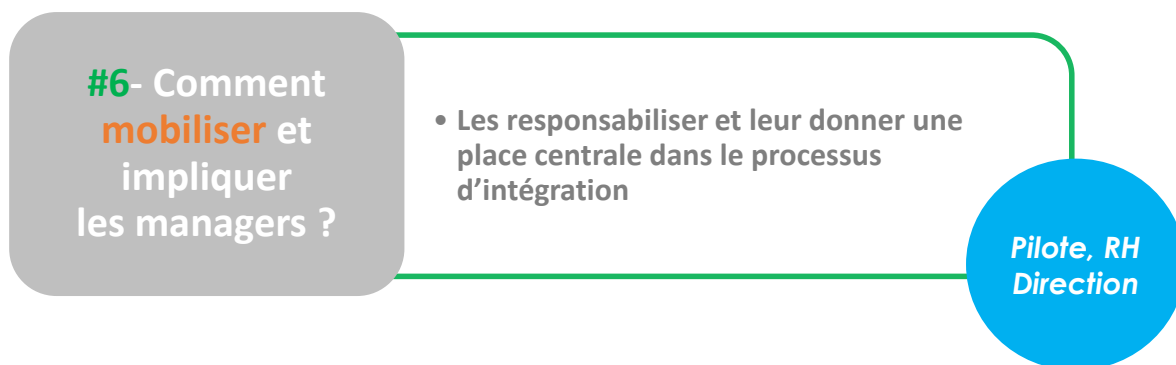 #6- Comment
mobiliser et
impliquer
les managers ?
• Les responsabiliser et leur donner une
place centrale dans le processus
d’intégration
Pilote, RH
Direction